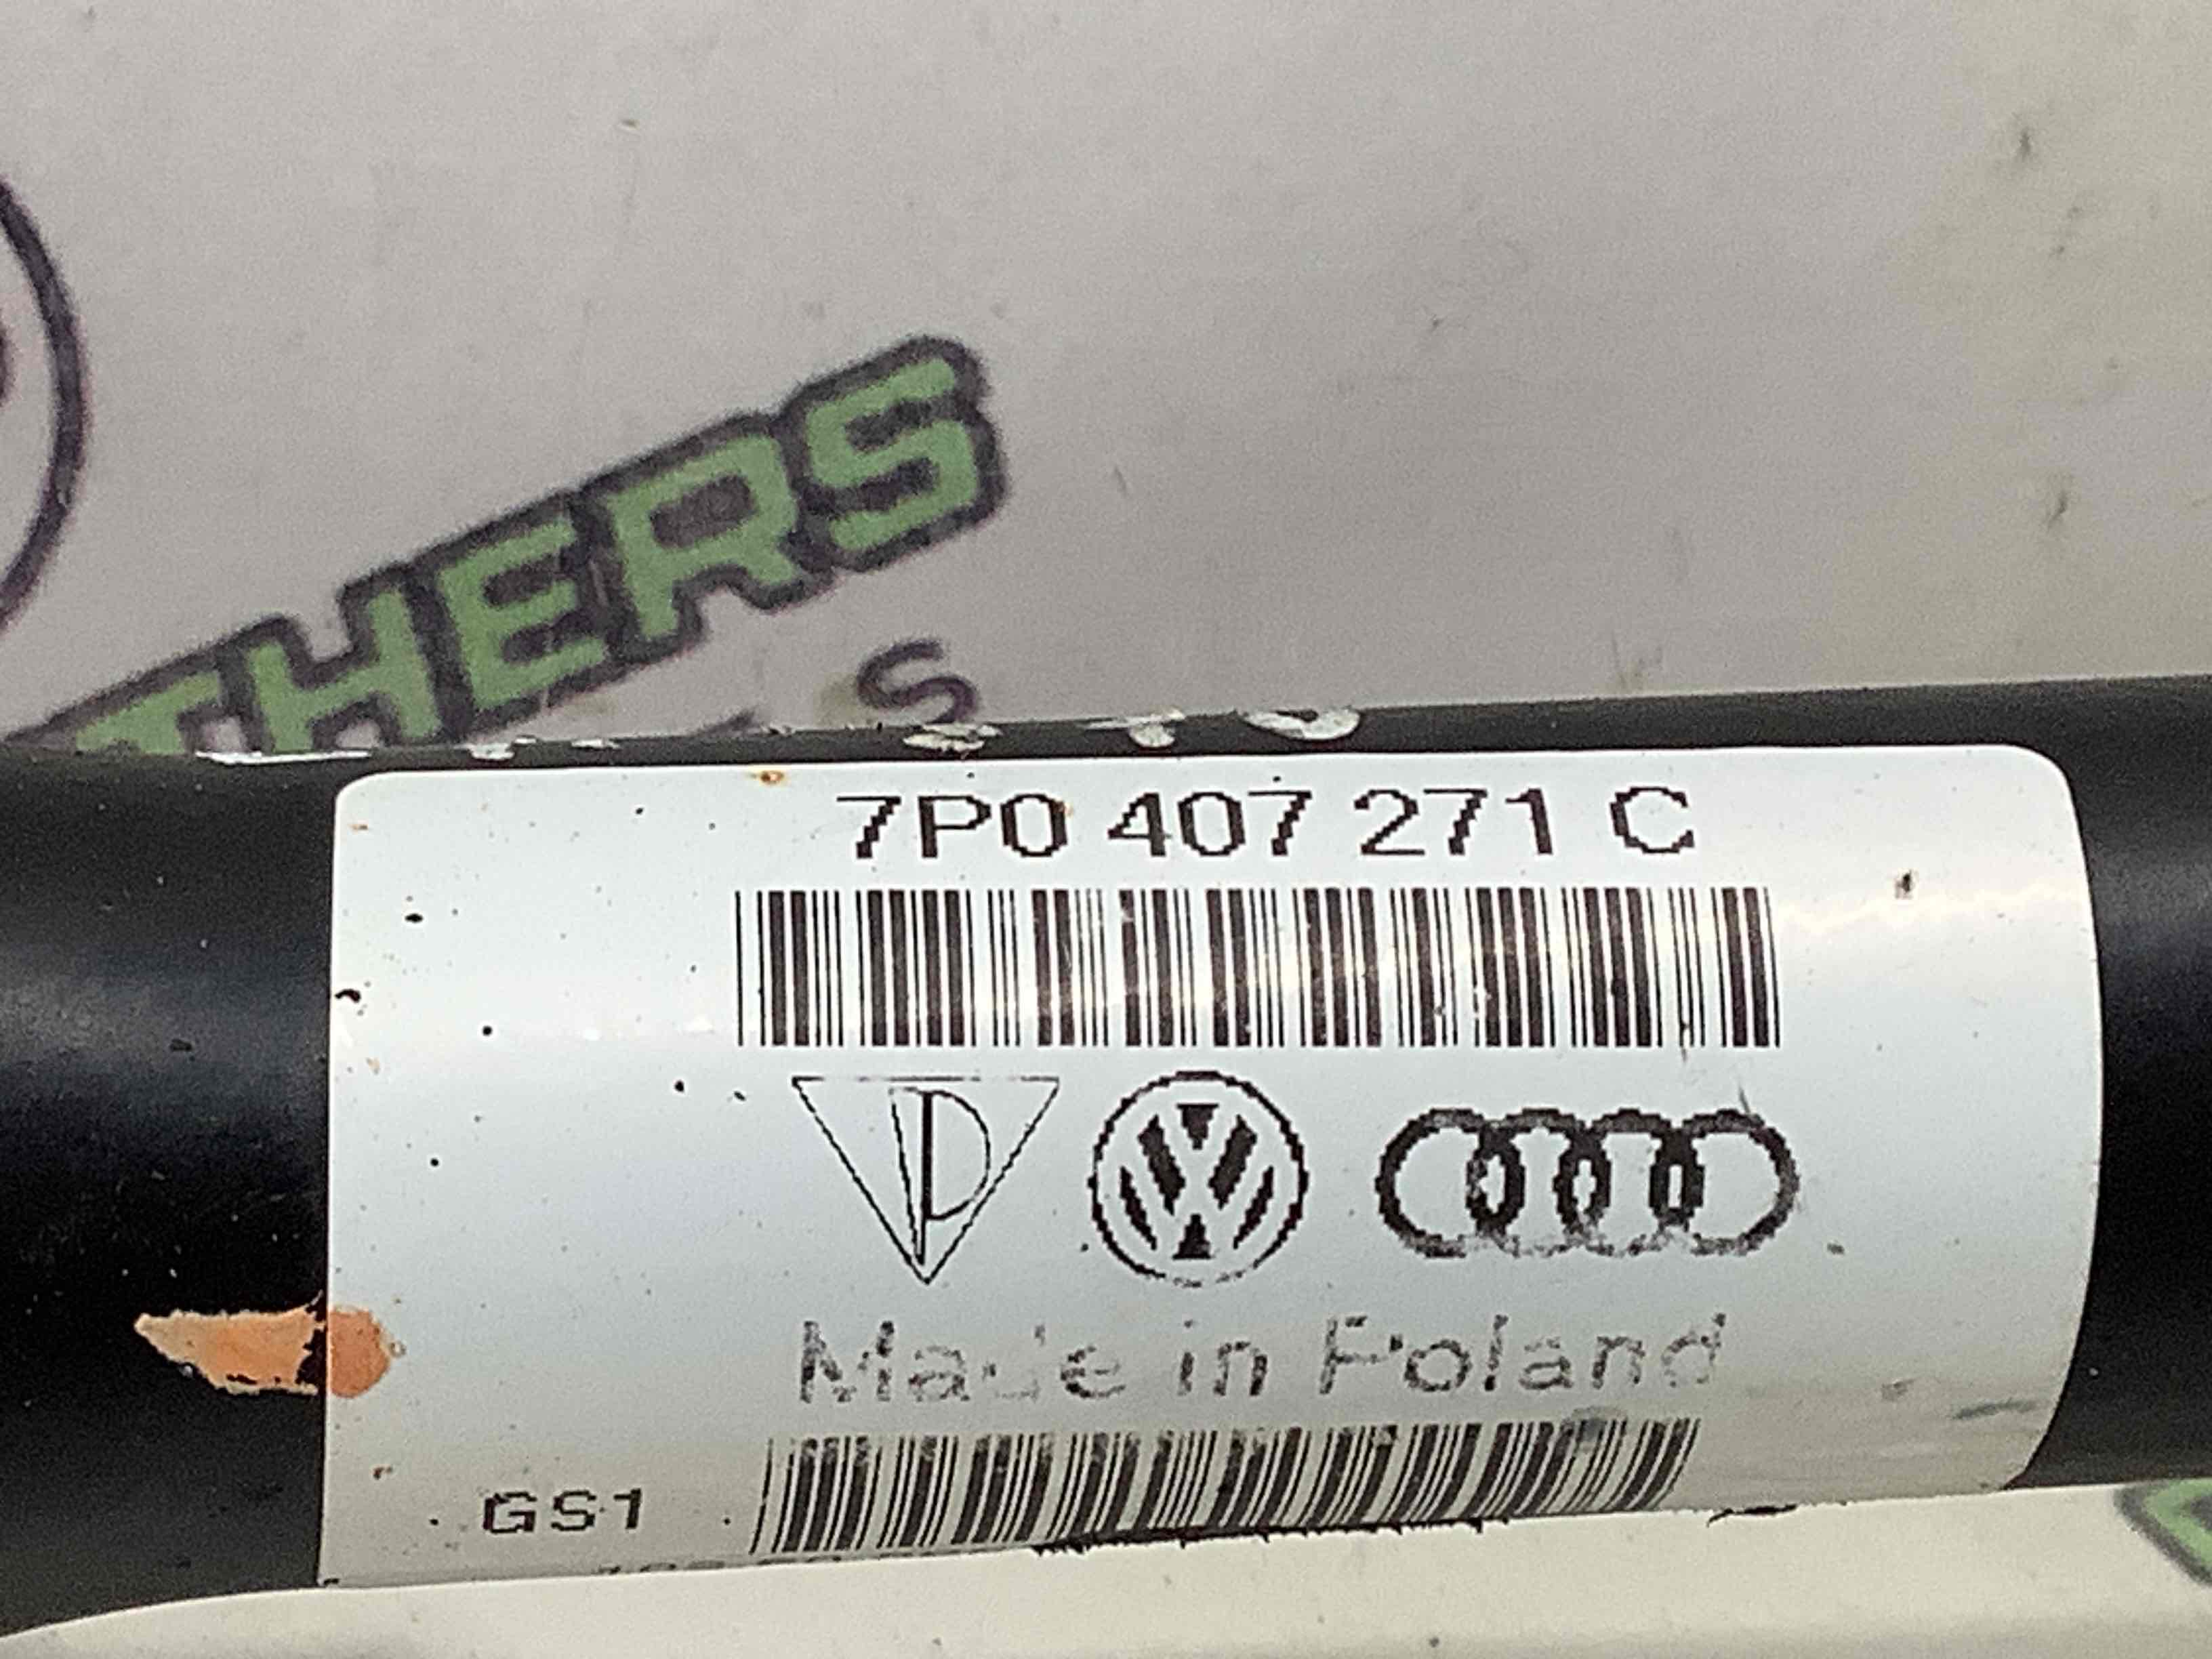 THERS
S
7P0 407 271 C
Made in Poland
GS1